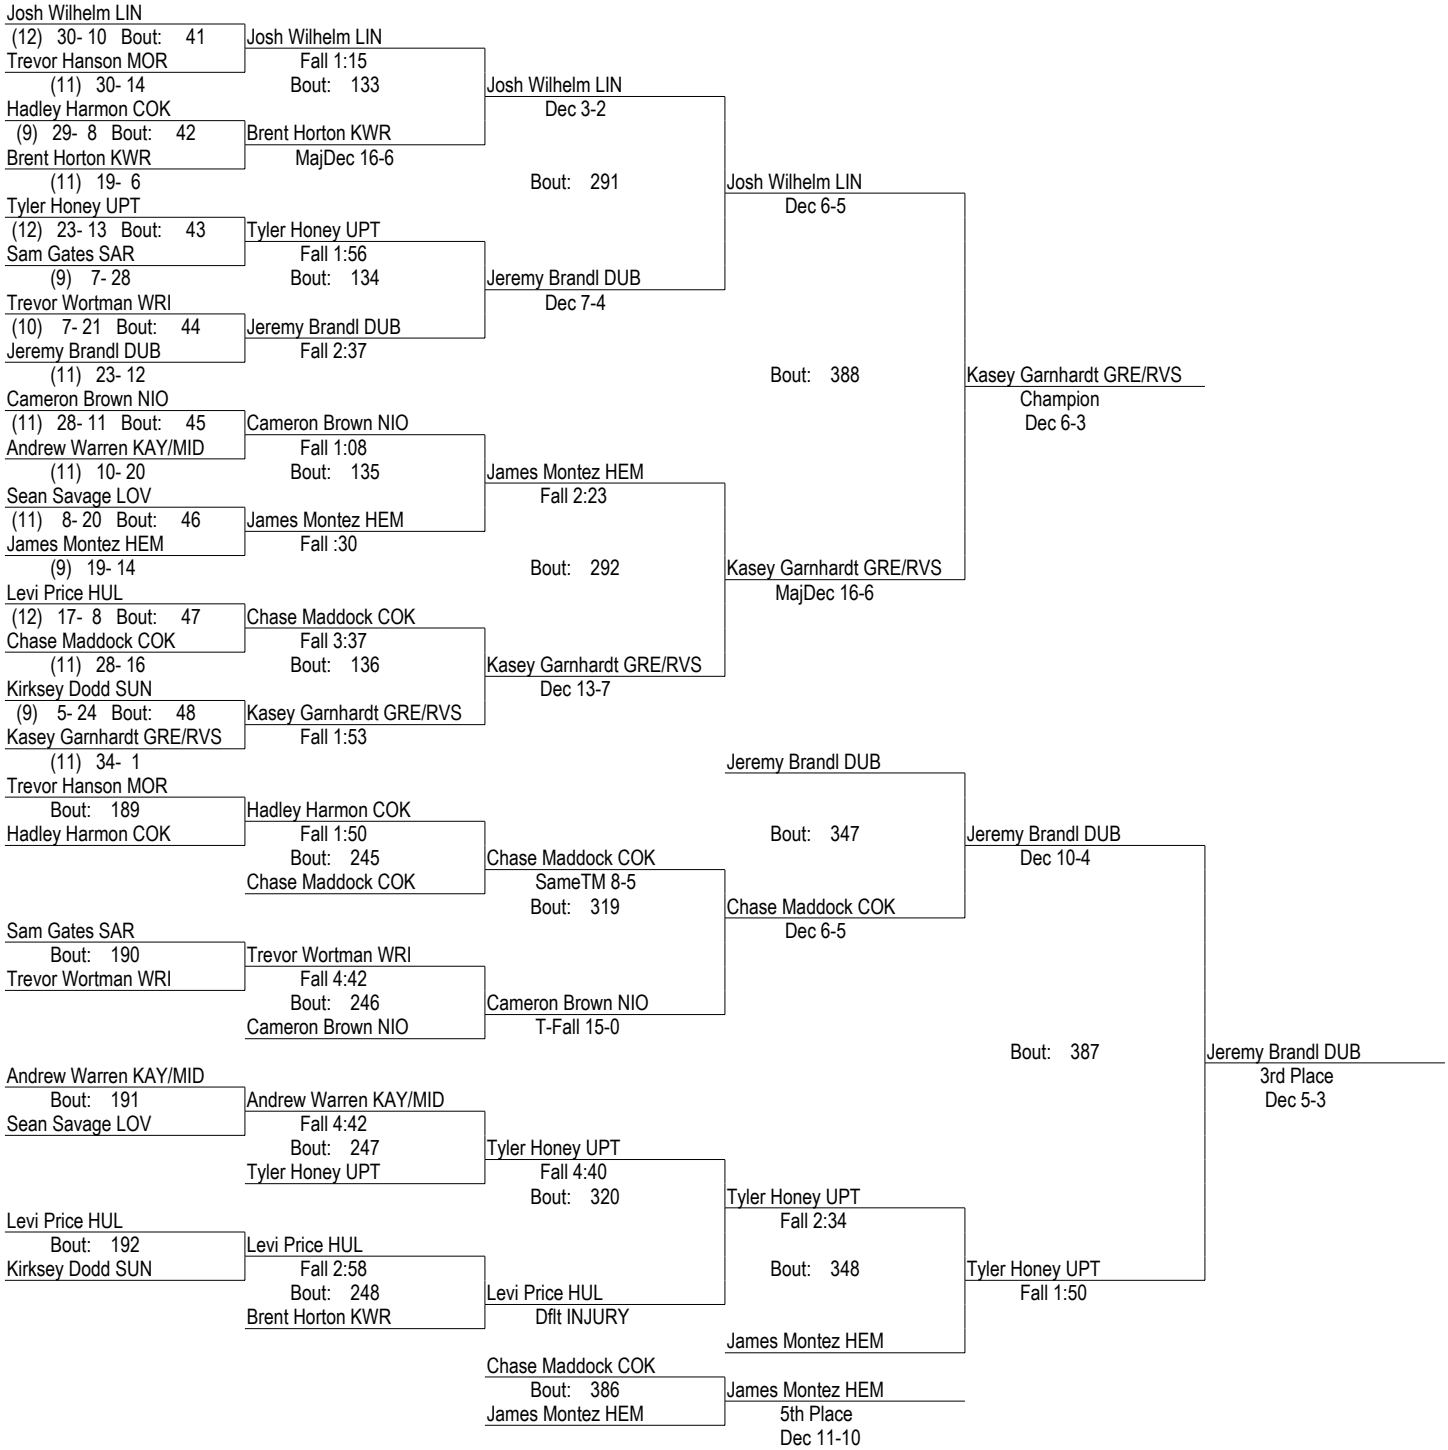 Josh Wilhelm LIN
(12) 30- 10 Bout: 41 Josh Wilhelm LIN
Trevor Hanson MOR Fall 1:15
(11) 30- 14 Bout: 133 Josh Wilhelm LIN
Hadley Harmon COK Dec 3-2
(9) 29- 8 Bout: 42 Brent Horton KWR
Brent Horton KWR MajDec 16-6
(11) 19- 6 Bout: 291 Josh Wilhelm LIN
Tyler Honey UPT Dec 6-5
(12) 23- 13 Bout: 43 Tyler Honey UPT
Sam Gates SAR Fall 1:56
(9) 7- 28 Bout: 134 Jeremy Brandl DUB
Trevor Wortman WRI Dec 7-4
(10) 7- 21 Bout: 44 Jeremy Brandl DUB
Jeremy Brandl DUB Fall 2:37
(11) 23- 12 Bout: 388 Kasey Garnhardt GRE/RVS
Cameron Brown NIO Champion
(11) 28- 11 Bout: 45 Cameron Brown NIO Dec 6-3
Andrew Warren KAY/MID Fall 1:08
(11) 10- 20 Bout: 135 James Montez HEM
Sean Savage LOV Fall 2:23
(11) 8- 20 Bout: 46 James Montez HEM
James Montez HEM Fall :30
(9) 19- 14 Bout: 292 Kasey Garnhardt GRE/RVS
Levi Price HUL MajDec 16-6
(12) 17- 8 Bout: 47 Chase Maddock COK
Chase Maddock COK Fall 3:37
(11) 28- 16 Bout: 136 Kasey Garnhardt GRE/RVS
Kirksey Dodd SUN Dec 13-7
(9) 5- 24 Bout: 48 Kasey Garnhardt GRE/RVS
Kasey Garnhardt GRE/RVS Fall 1:53
(11) 34- 1 Jeremy Brandl DUB
Trevor Hanson MOR
Bout: 189 Hadley Harmon COK
Hadley Harmon COK Fall 1:50 Bout: 347 Jeremy Brandl DUB
Bout: 245 Chase Maddock COK Dec 10-4
Chase Maddock COK SameTM 8-5
Bout: 319 Chase Maddock COK
Sam Gates SAR Dec 6-5
Bout: 190 Trevor Wortman WRI
Trevor Wortman WRI Fall 4:42
Bout: 246 Cameron Brown NIO
Cameron Brown NIO T-Fall 15-0
Bout: 387 Jeremy Brandl DUB
Andrew Warren KAY/MID 3rd Place
Bout: 191 Andrew Warren KAY/MID Dec 5-3
Sean Savage LOV Fall 4:42
Bout: 247 Tyler Honey UPT
Tyler Honey UPT Fall 4:40
Bout: 320 Tyler Honey UPT
Levi Price HUL Fall 2:34
Bout: 192 Levi Price HUL
Kirksey Dodd SUN Fall 2:58 Bout: 348 Tyler Honey UPT
Bout: 248 Levi Price HUL Fall 1:50
Brent Horton KWR Dflt INJURY
James Montez HEM
Chase Maddock COK
Bout: 386 James Montez HEM
James Montez HEM 5th Place
Dec 11-10